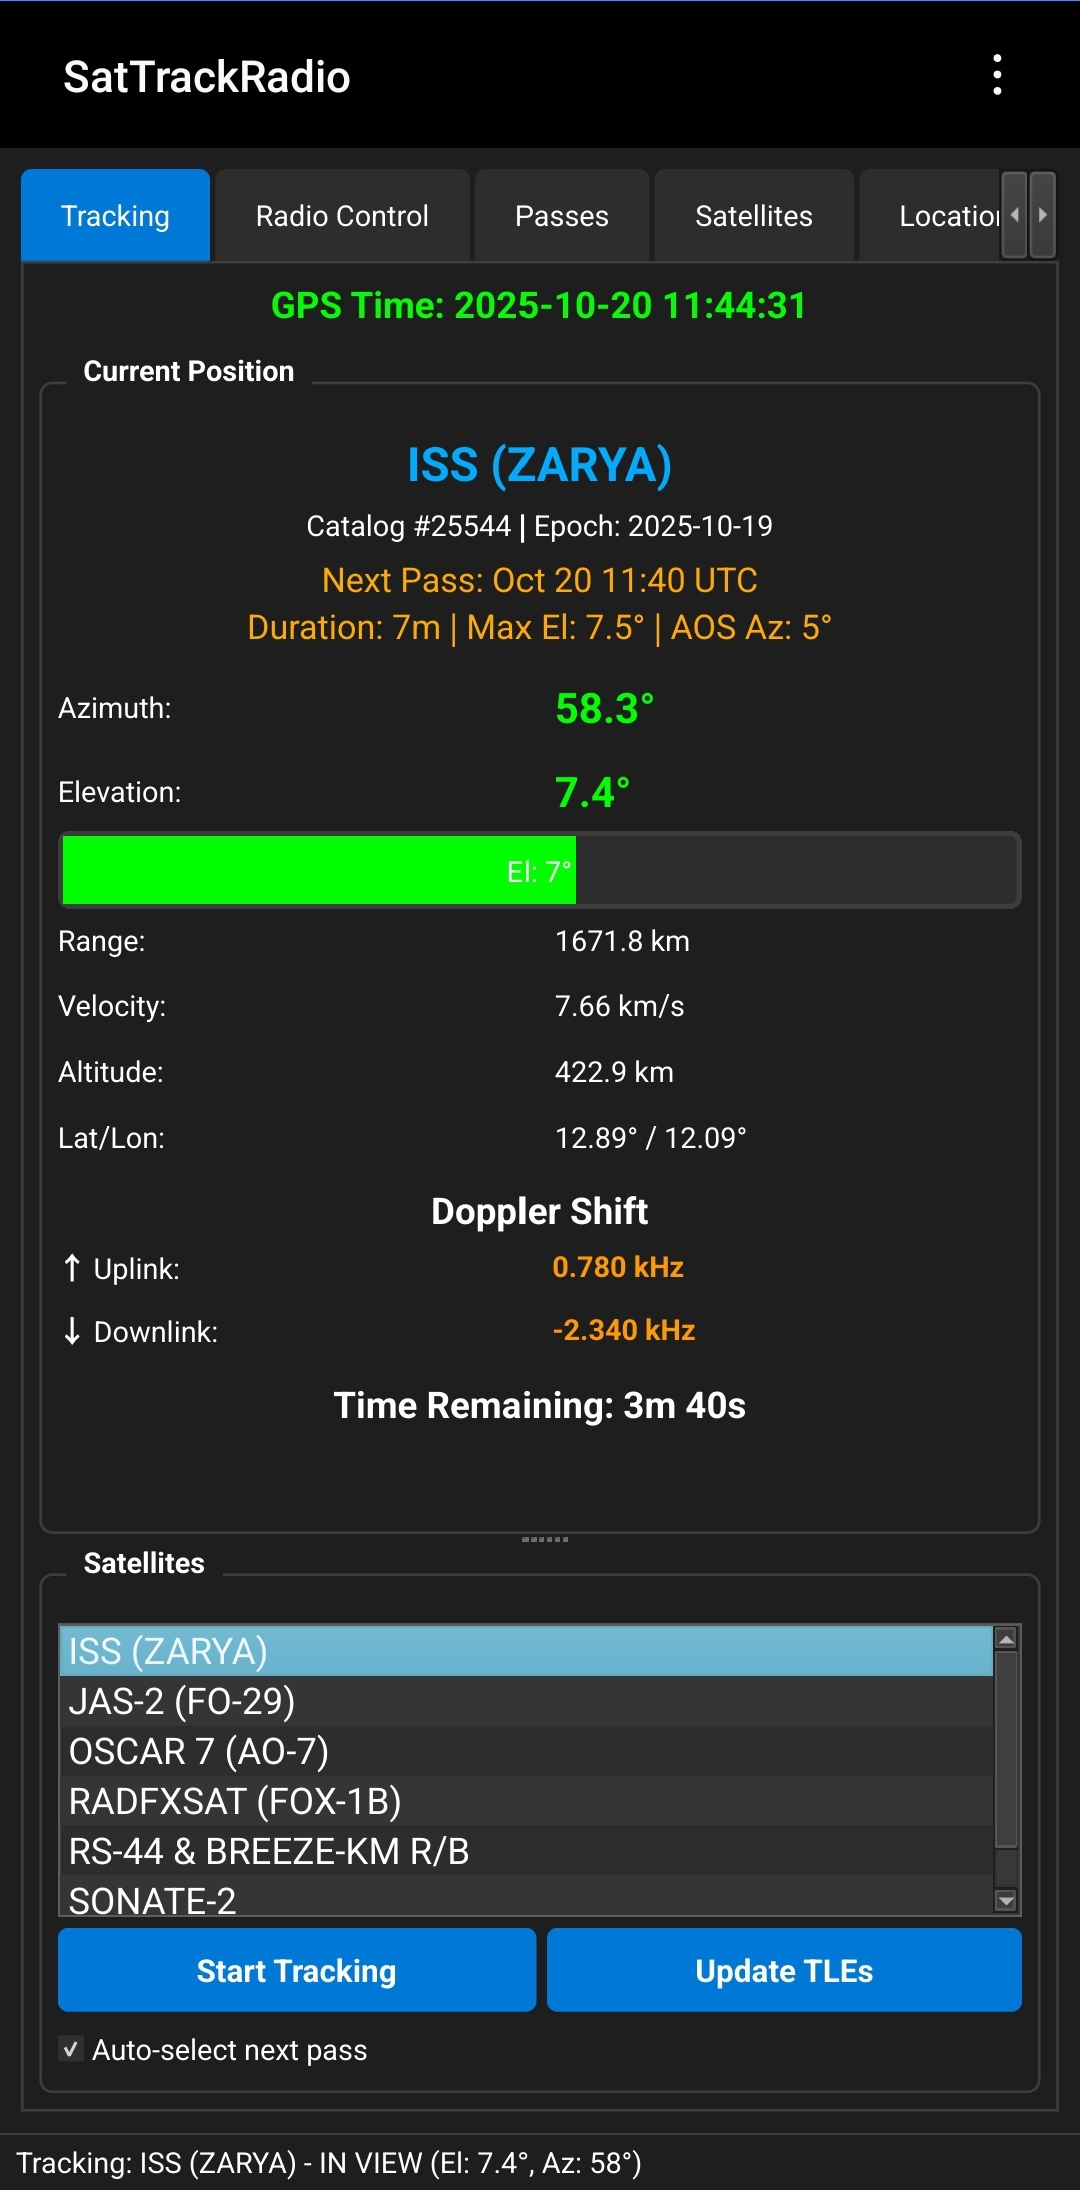 SatTrackRadio
Tracking Radio Control Passes Satellites
GPS Time: 2025-10-20 11:44:31
Current Position
ISS (ZARYA)
Catalog #25544 | Epoch: 2025-10-19
Next Pass: Oct 20 11:40 UTC
Duration: 7m | Max El: 7.5° | AOS Az: 5°
Azimuth: 58.3°
Elevation: 7.4°
El: 7°
Range: 1671.8 km
Velocity: 7.66 km/s
Altitude: 422.9 km
Lat/Lon: 12.89° / 12.09°
Doppler Shift
↑ Uplink: 0.780 kHz
↓ Downlink: -2.340 kHz
Time Remaining: 3m 40s
Satellites
ISS (ZARYA)
JAS-2 (FO-29)
OSCAR 7 (AO-7)
RADFXSAT (FOX-1B)
RS-44 & BREEZE-KM R/B
SONATE-2
Start Tracking Update TLEs
Auto-select next pass
Tracking: ISS (ZARYA) - IN VIEW (El: 7.4°, Az: 58°)